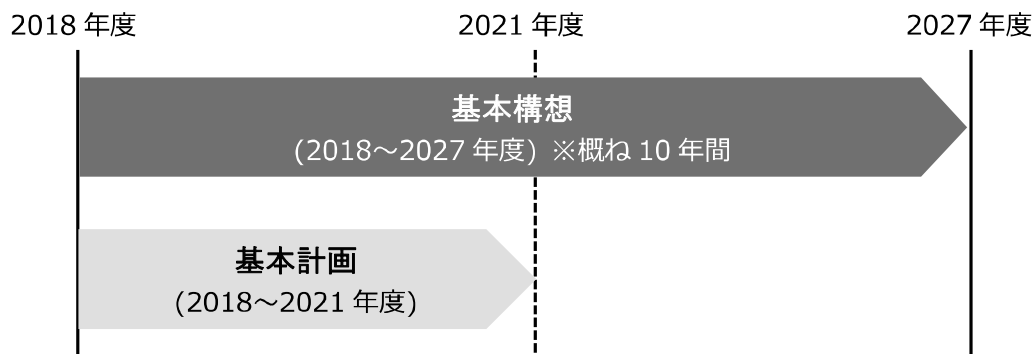 2018 年度
2021 年度
2027 年度
基本構想
(2018～2027 年度) ※概ね 10 年間
基本計画
(2018～2021 年度)